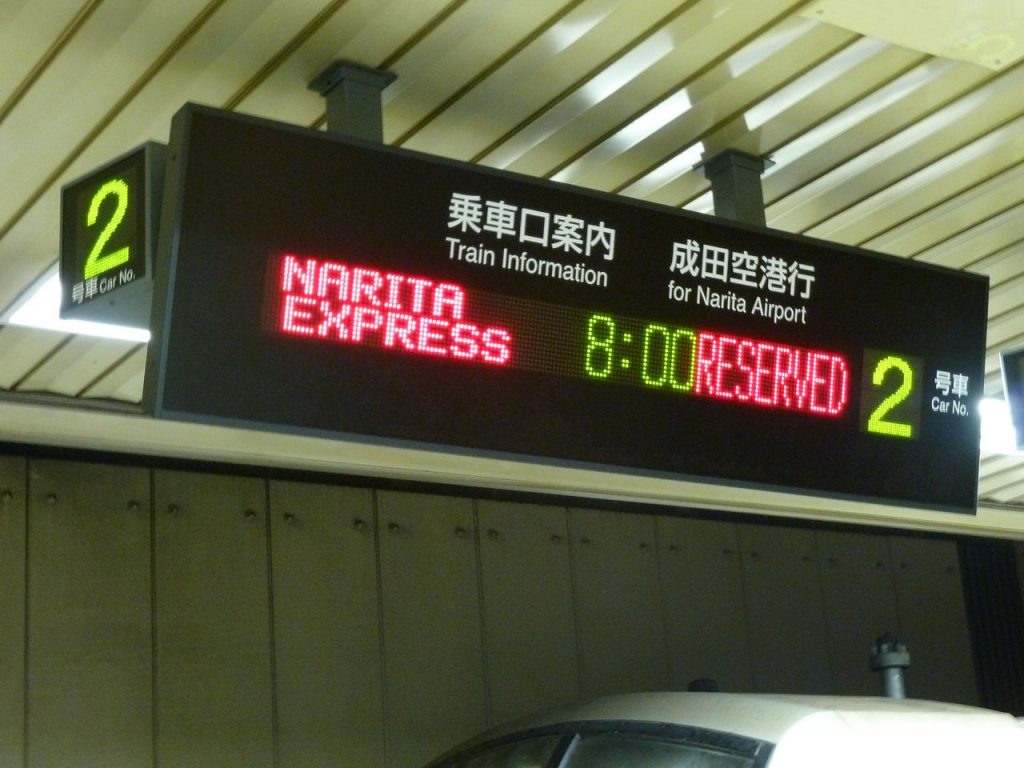 2
号車 Car No.
乗車口案内
Train Information
成田空港行
for Narita Airport
NARITA
EXPRESS
8:00 RESERVED
2
号車
Car No.